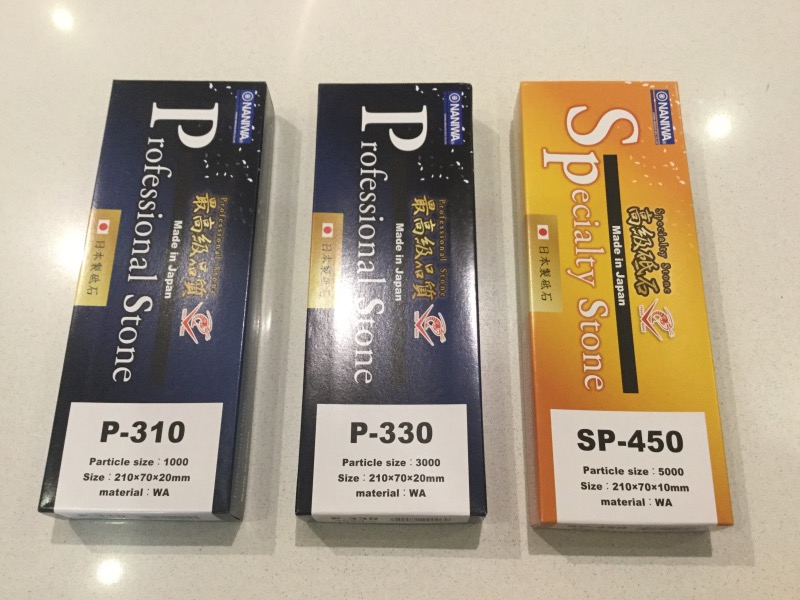 NANIWA
Professional Stone
Professional Stone
最高級品質
Made in Japan
日本製砥石
P-310
Particle size：1000
Size：210×70×20mm
material：WA
NANIWA
Professional Stone
Professional Stone
最高級品質
Made in Japan
日本製砥石
P-330
Particle size：3000
Size：210×70×20mm
material：WA
P-330
NANIWA
Specialty Stone
Specialty Stone
高級砥石
Made in Japan
日本製砥石
SP-450
Particle size：5000
Size：210×70×10mm
material：WA